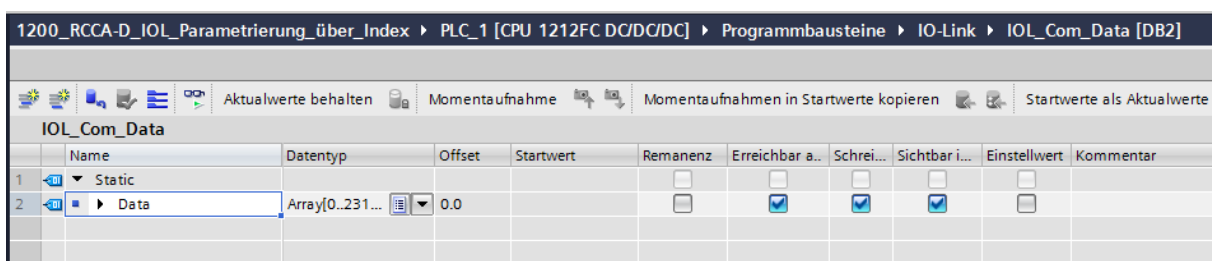 1200_RCCA-D_IOL_Parametrierung_über_Index ▸ PLC_1 [CPU 1212FC DC/DC/DC] ▸ Programmbausteine ▸ IO-Link ▸ IOL_Com_Data [DB2]
Aktualwerte behalten Momentaufnahme Momentaufnahmen in Startwerte kopieren Startwerte als Aktualwerte
IOL_Com_Data
Name Datentyp Offset Startwert Remanenz Erreichbar a... Schrei... Sichtbar i... Einstellwert Kommentar
1 Static
2 Data Array[0..231... 0.0